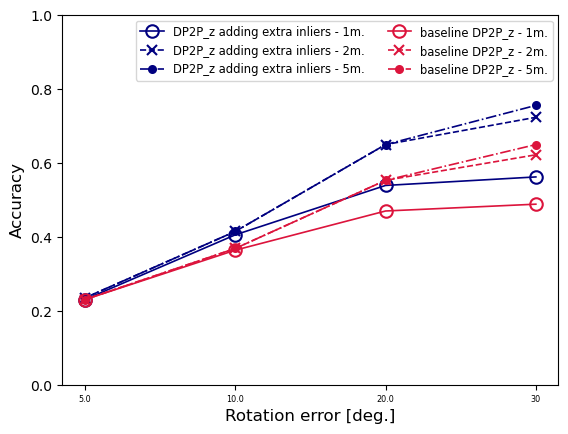 DP2P_z adding extra inliers - 1m.
DP2P_z adding extra inliers - 2m.
DP2P_z adding extra inliers - 5m.
baseline DP2P_z - 1m.
baseline DP2P_z - 2m.
baseline DP2P_z - 5m.
Accuracy
1.0
0.8
0.6
0.4
0.2
0.0
5.0 10.0 20.0 30
Rotation error [deg.]